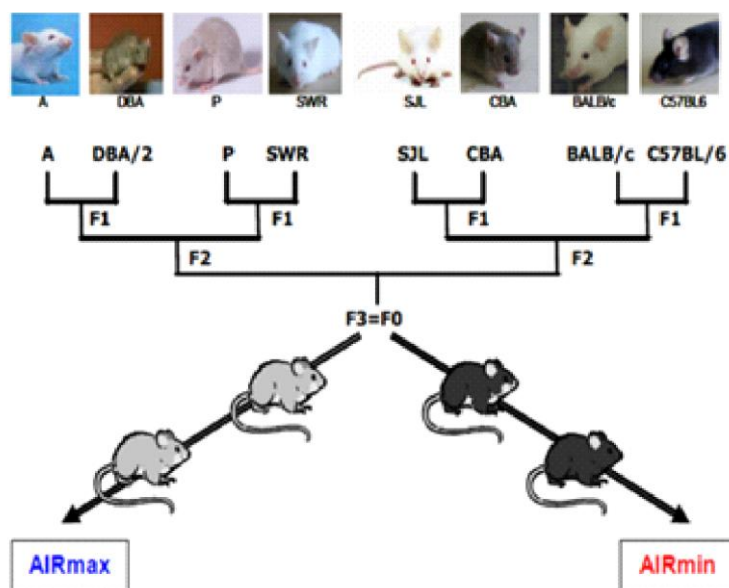 A DBA P SWR SJL CBA BALB/c C57BL6
A DBA/2 P SWR SJL CBA BALB/c C57BL/6
F1 F1 F1 F1
F2 F2
F3=F0
AIRmax AIRmin